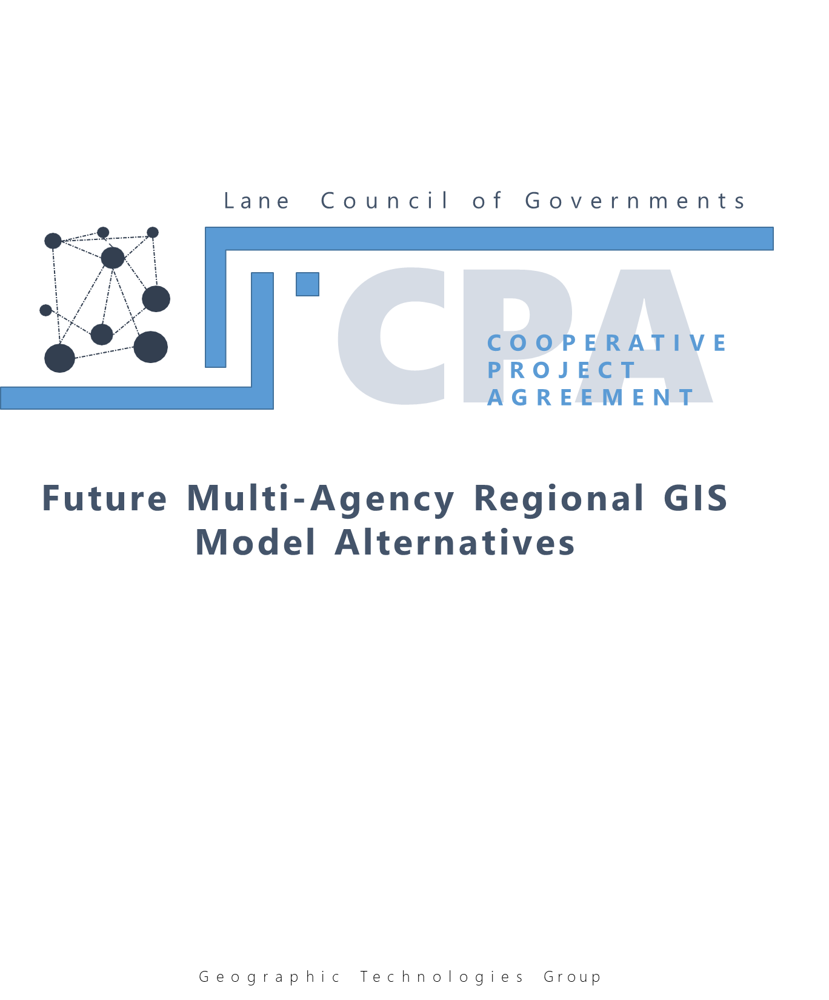 Lane Council of Governments
CPA
COOPERATIVE
PROJECT
AGREEMENT
Future Multi-Agency Regional GIS
Model Alternatives
Geographic Technologies Group